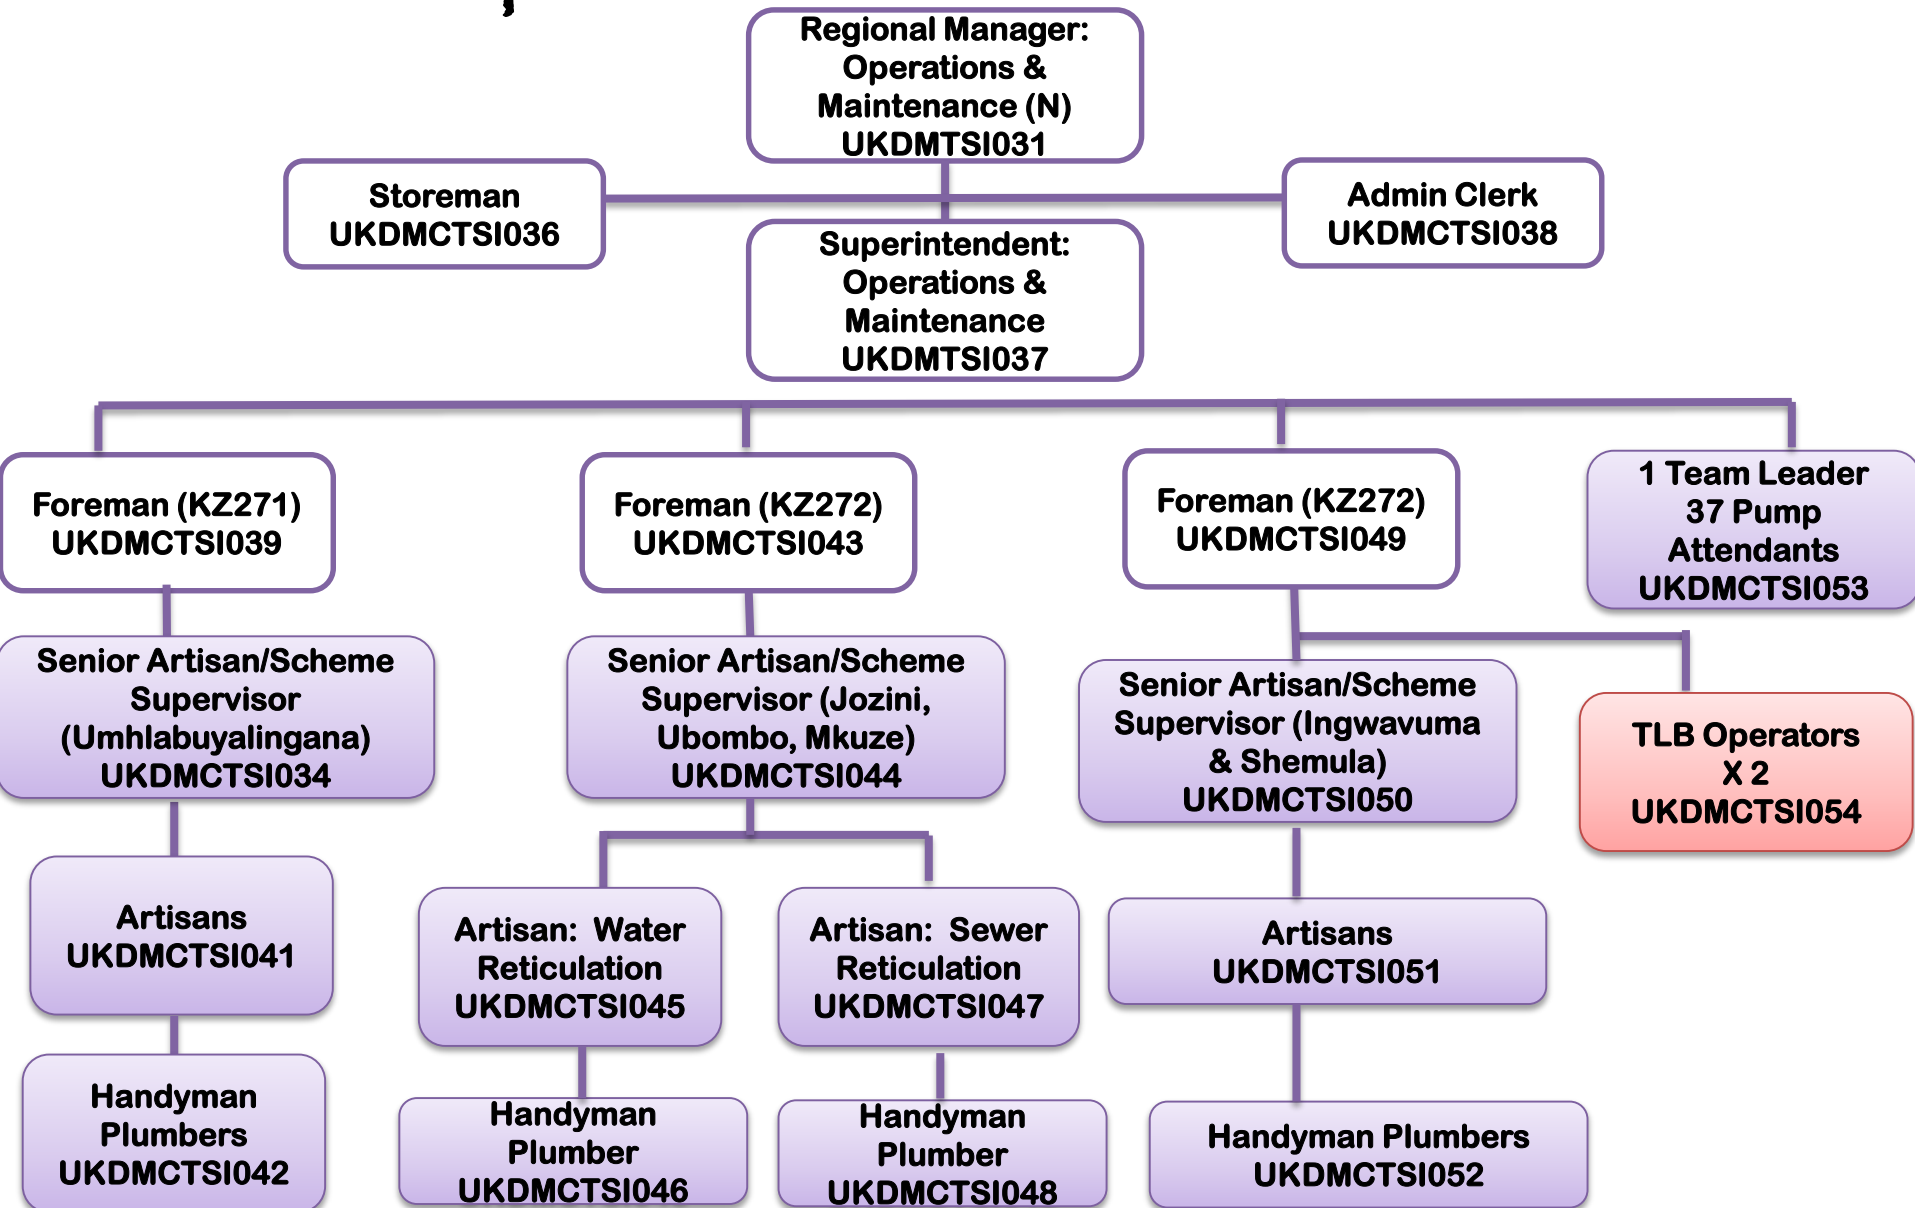 Regional Manager:
Operations &
Maintenance (N)
UKDMTSI031
Storeman
UKDMCTSI036
Admin Clerk
UKDMCTSI038
Superintendent:
Operations &
Maintenance
UKDMTSI037
Foreman (KZ271)
UKDMCTSI039
Foreman (KZ272)
UKDMCTSI043
Foreman (KZ272)
UKDMCTSI049
1 Team Leader
37 Pump
Attendants
UKDMCTSI053
Senior Artisan/Scheme
Supervisor
(Umhlabuyalingana)
UKDMCTSI034
Senior Artisan/Scheme
Supervisor (Jozini,
Ubombo, Mkuze)
UKDMCTSI044
Senior Artisan/Scheme
Supervisor (Ingwavuma
& Shemula)
UKDMCTSI050
TLB Operators
X 2
UKDMCTSI054
Artisans
UKDMCTSI041
Artisan:  Water
Reticulation
UKDMCTSI045
Artisan:  Sewer
Reticulation
UKDMCTSI047
Artisans
UKDMCTSI051
Handyman
Plumbers
UKDMCTSI042
Handyman
Plumber
UKDMCTSI046
Handyman
Plumber
UKDMCTSI048
Handyman Plumbers
UKDMCTSI052